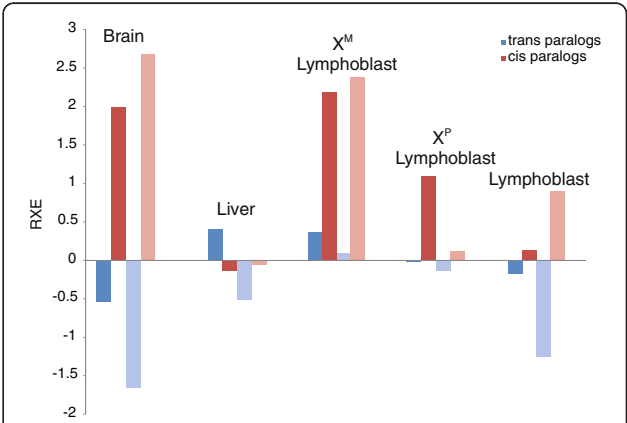 3
2.5
2
1.5
1
0.5
0
-0.5
-1
-1.5
-2
RXE
Brain
Liver
X^M
Lymphoblast
X^P
Lymphoblast
Lymphoblast
trans paralogs
cis paralogs